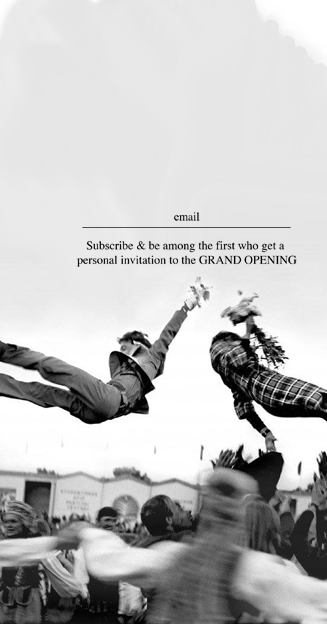 email
Subscribe & be among the first who get a
personal invitation to the GRAND OPENING